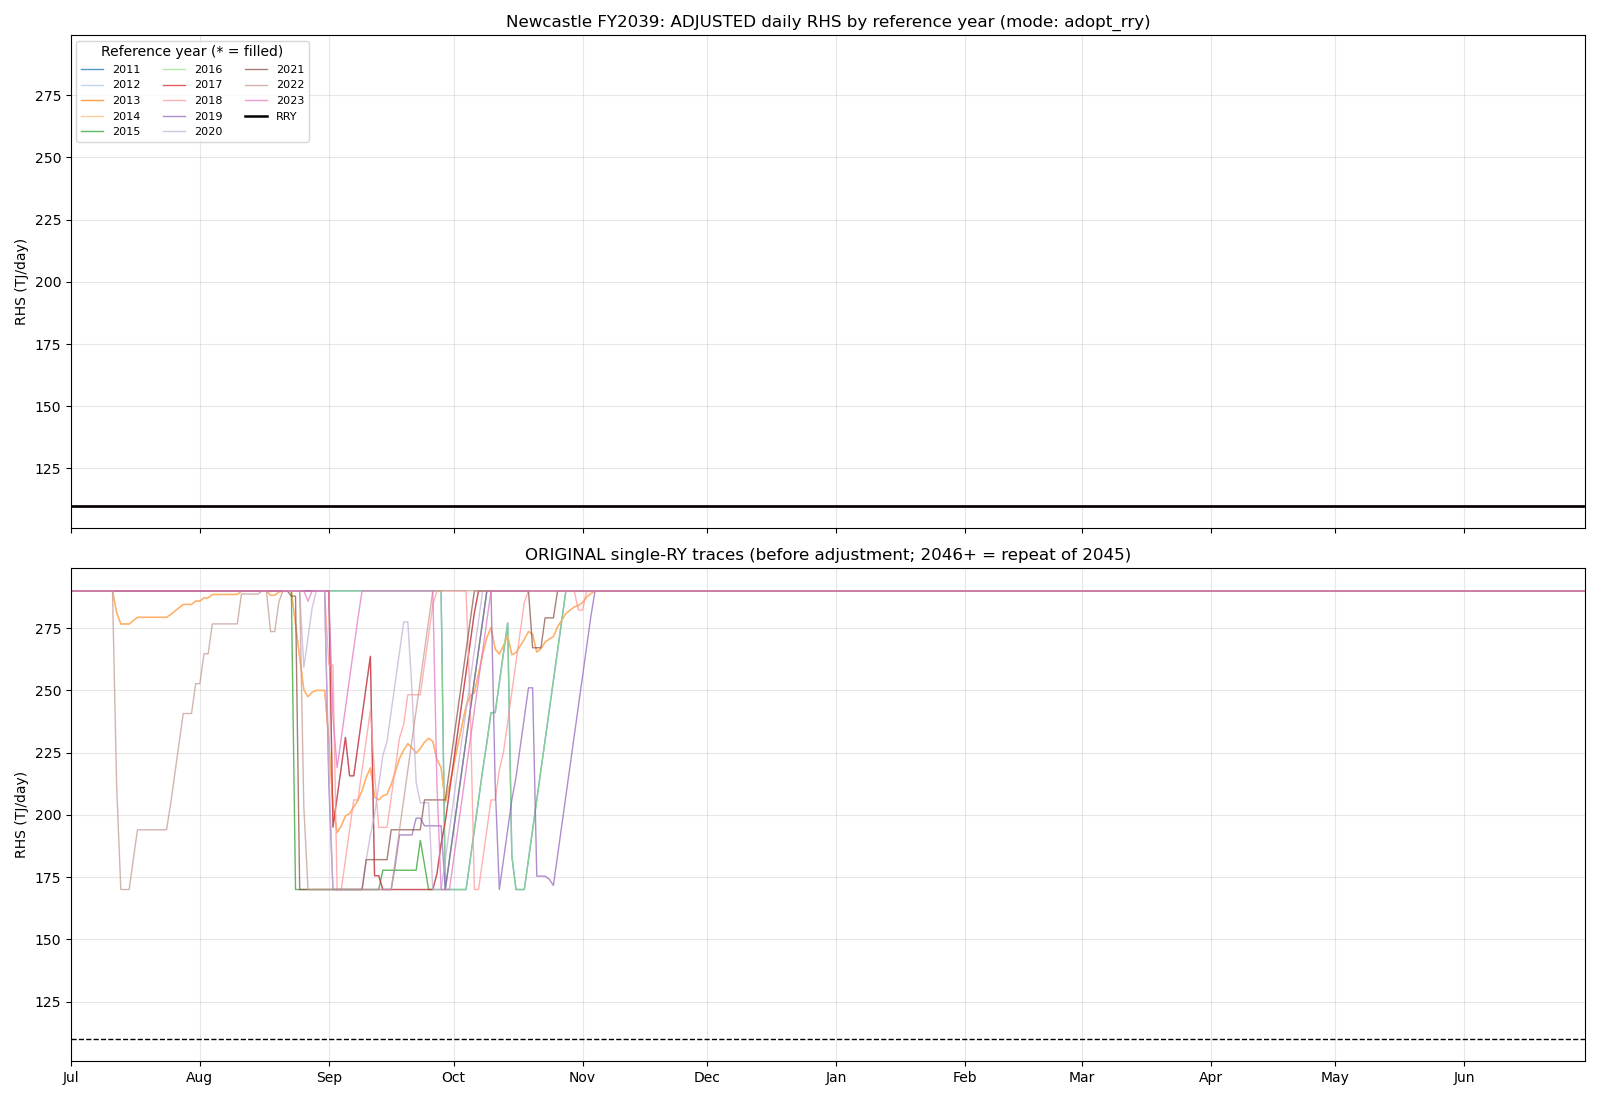 Newcastle FY2039: ADJUSTED daily RHS by reference year (mode: adopt_rry)
Reference year (* = filled)
2011 2016 2021
2012 2017 2022
2013 2018 2023
2014 2019 RRY
2015 2020
275
250
225
200
175
150
125
RHS (TJ/day)
ORIGINAL single-RY traces (before adjustment; 2046+ = repeat of 2045)
275
250
225
200
175
150
125
RHS (TJ/day)
Jul Aug Sep Oct Nov Dec Jan Feb Mar Apr May Jun